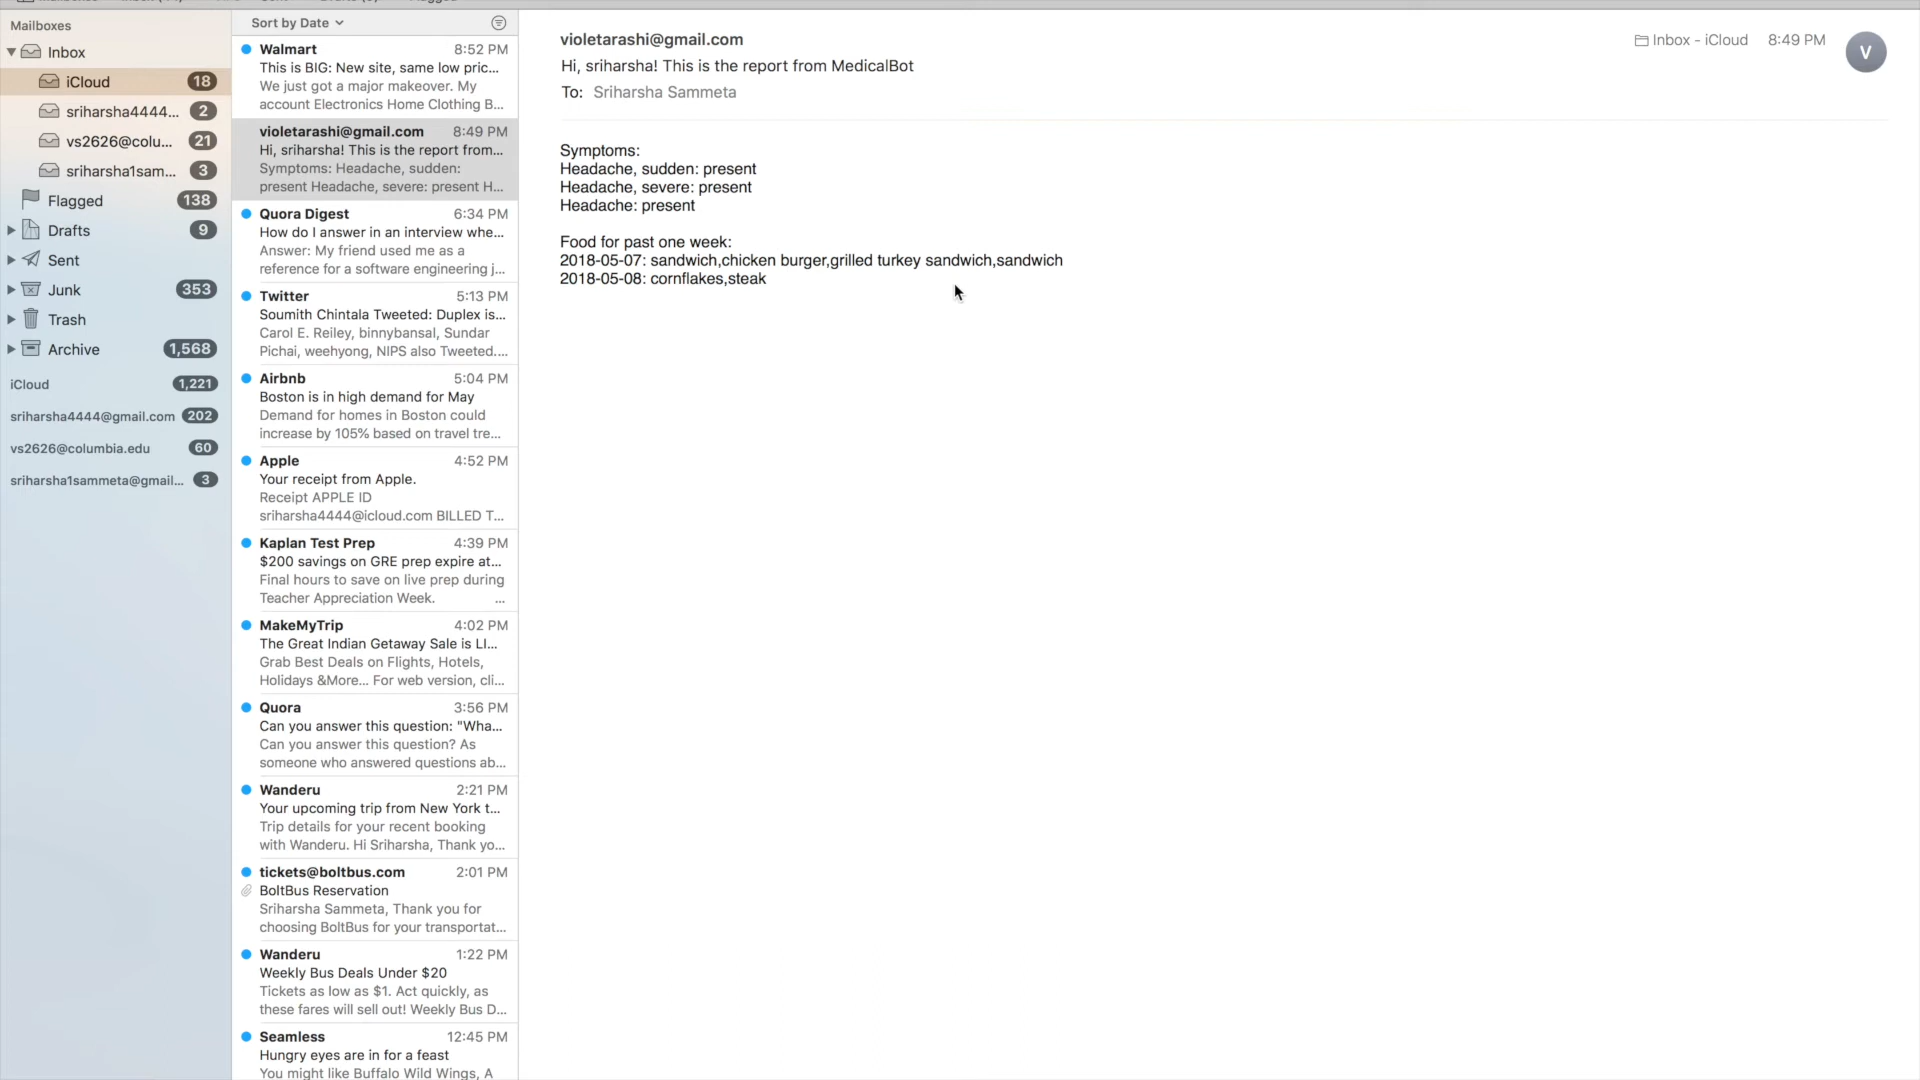 Mailboxes
Inbox
iCloud 18
sriharsha4444... 2
vs2626@colu... 21
sriharsha1sam... 3
Flagged 138
Drafts 9
Sent
Junk 353
Trash
Archive 1,568
iCloud 1,221
sriharsha4444@gmail.com 202
vs2626@columbia.edu 60
sriharsha1sammeta@gmail... 3
Sort by Date
Walmart 8:52 PM
This is BIG: New site, same low pric...
We just got a major makeover. My
account Electronics Home Clothing B...
violetarashi@gmail.com 8:49 PM
Hi, sriharsha! This is the report from...
Symptoms: Headache, sudden:
present Headache, severe: present H...
Quora Digest 6:34 PM
How do I answer in an interview whe...
Answer: My friend used me as a
reference for a software engineering j...
Twitter 5:13 PM
Soumith Chintala Tweeted: Duplex is...
Carol E. Reiley, binnybansal, Sundar
Pichai, weehyong, NIPS also Tweeted....
Airbnb 5:04 PM
Boston is in high demand for May
Demand for homes in Boston could
increase by 105% based on travel tre...
Apple 4:52 PM
Your receipt from Apple.
Receipt APPLE ID
sriharsha4444@icloud.com BILLED T...
Kaplan Test Prep 4:39 PM
$200 savings on GRE prep expire at...
Final hours to save on live prep during
Teacher Appreciation Week. ...
MakeMyTrip 4:02 PM
The Great Indian Getaway Sale is LI...
Grab Best Deals on Flights, Hotels,
Holidays &More... For web version, cli...
Quora 3:56 PM
Can you answer this question: "Wha...
Can you answer this question? As
someone who answered questions ab...
Wanderu 2:21 PM
Your upcoming trip from New York t...
Trip details for your recent booking
with Wanderu. Hi Sriharsha, Thank yo...
tickets@boltbus.com 2:01 PM
BoltBus Reservation
Sriharsha Sammeta, Thank you for
choosing BoltBus for your transportat...
Wanderu 1:22 PM
Weekly Bus Deals Under $20
Tickets as low as $1. Act quickly, as
these fares will sell out! Weekly Bus D...
Seamless 12:45 PM
Hungry eyes are in for a feast
You might like Buffalo Wild Wings, A
violetarashi@gmail.com
Inbox - iCloud 8:49 PM
V
Hi, sriharsha! This is the report from MedicalBot
To: Sriharsha Sammeta
Symptoms:
Headache, sudden: present
Headache, severe: present
Headache: present
Food for past one week:
2018-05-07: sandwich,chicken burger,grilled turkey sandwich,sandwich
2018-05-08: cornflakes,steak